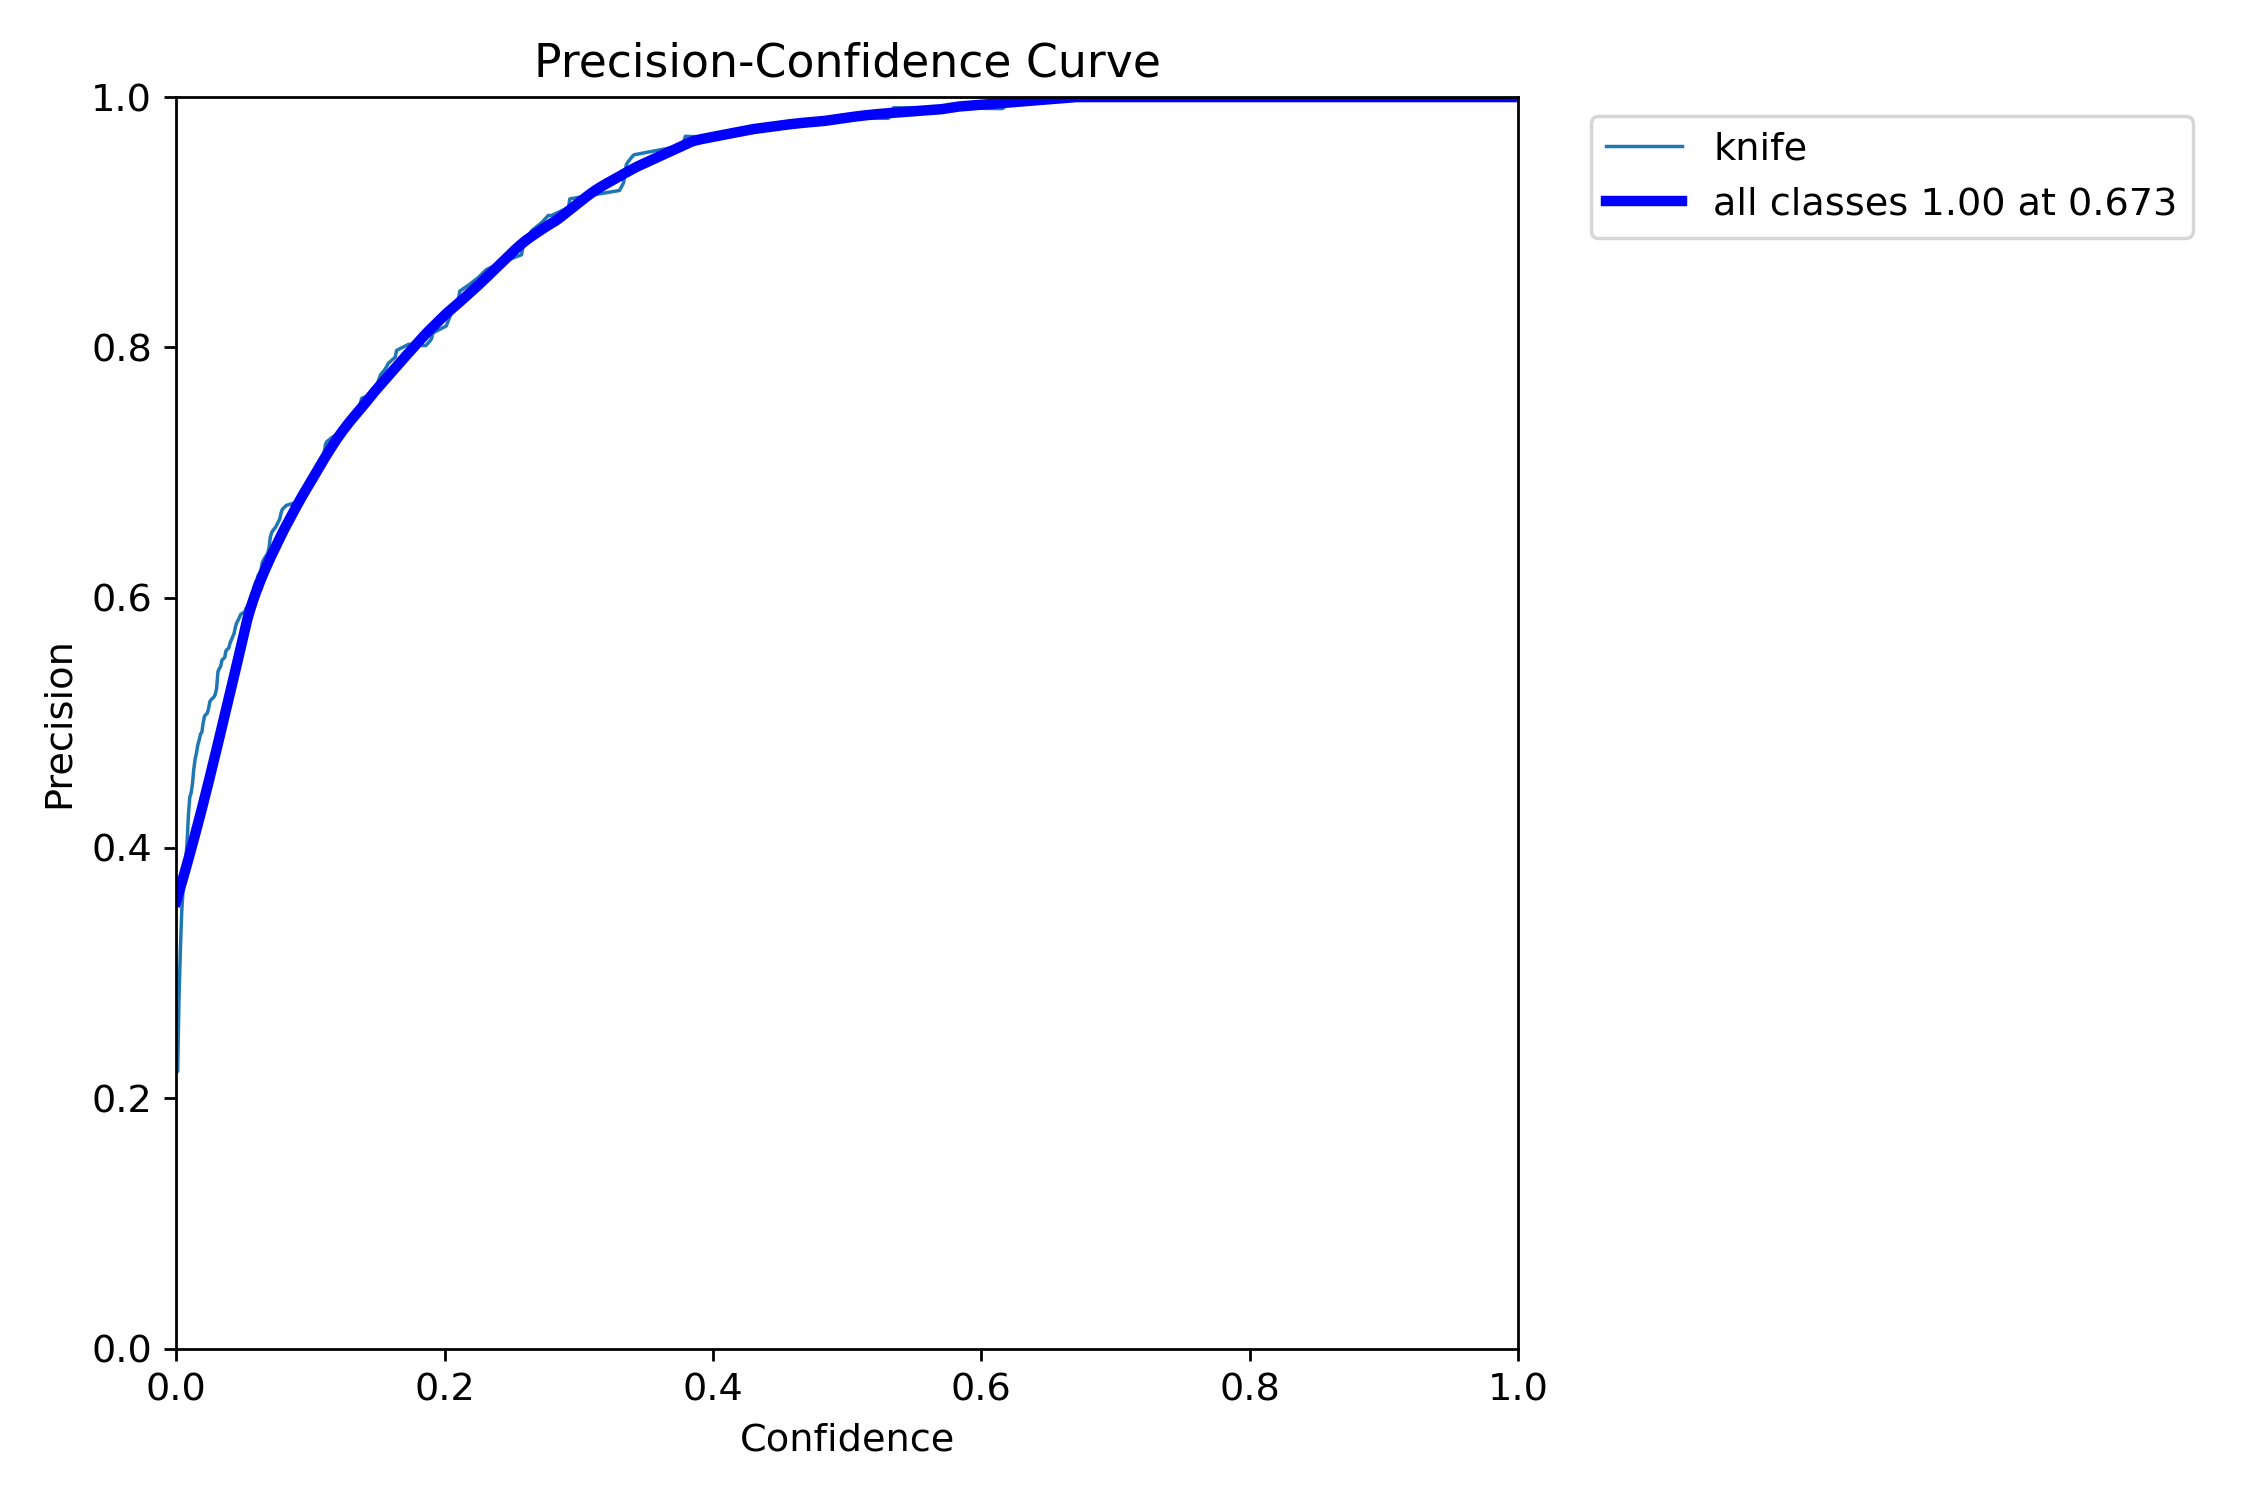 Precision-Confidence Curve
1.0
0.8
0.6
0.4
0.2
0.0
Precision
0.0 0.2 0.4 0.6 0.8 1.0
Confidence
knife
all classes 1.00 at 0.673